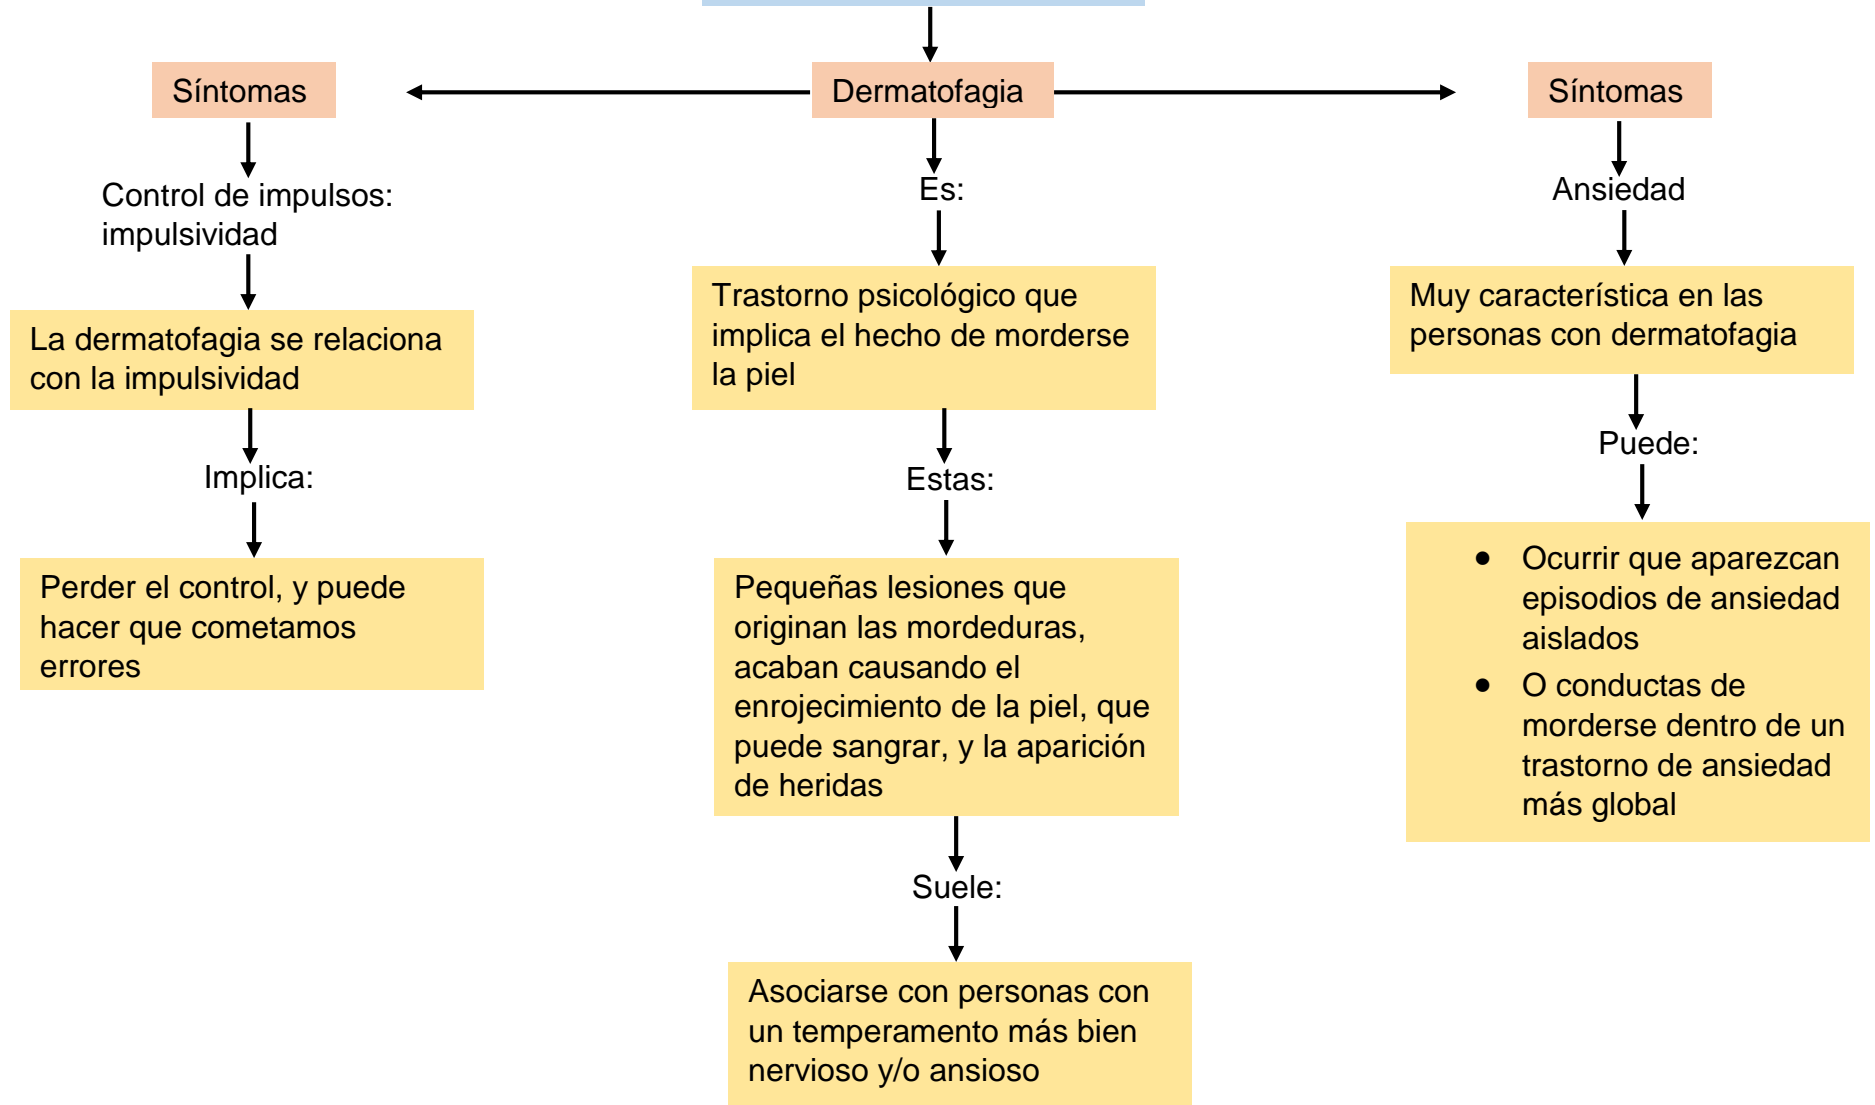 Síntomas
Dermatofagia
Síntomas
Control de impulsos:
impulsividad
La dermatofagia se relaciona
con la impulsividad
Implica:
Perder el control, y puede
hacer que cometamos
errores
Es:
Trastorno psicológico que
implica el hecho de morderse
la piel
Estas:
Pequeñas lesiones que
originan las mordeduras,
acaban causando el
enrojecimiento de la piel, que
puede sangrar, y la aparición
de heridas
Suele:
Asociarse con personas con
un temperamento más bien
nervioso y/o ansioso
Ansiedad
Muy característica en las
personas con dermatofagia
Puede:
● Ocurrir que aparezcan
episodios de ansiedad
aislados
● O conductas de
morderse dentro de un
trastorno de ansiedad
más global